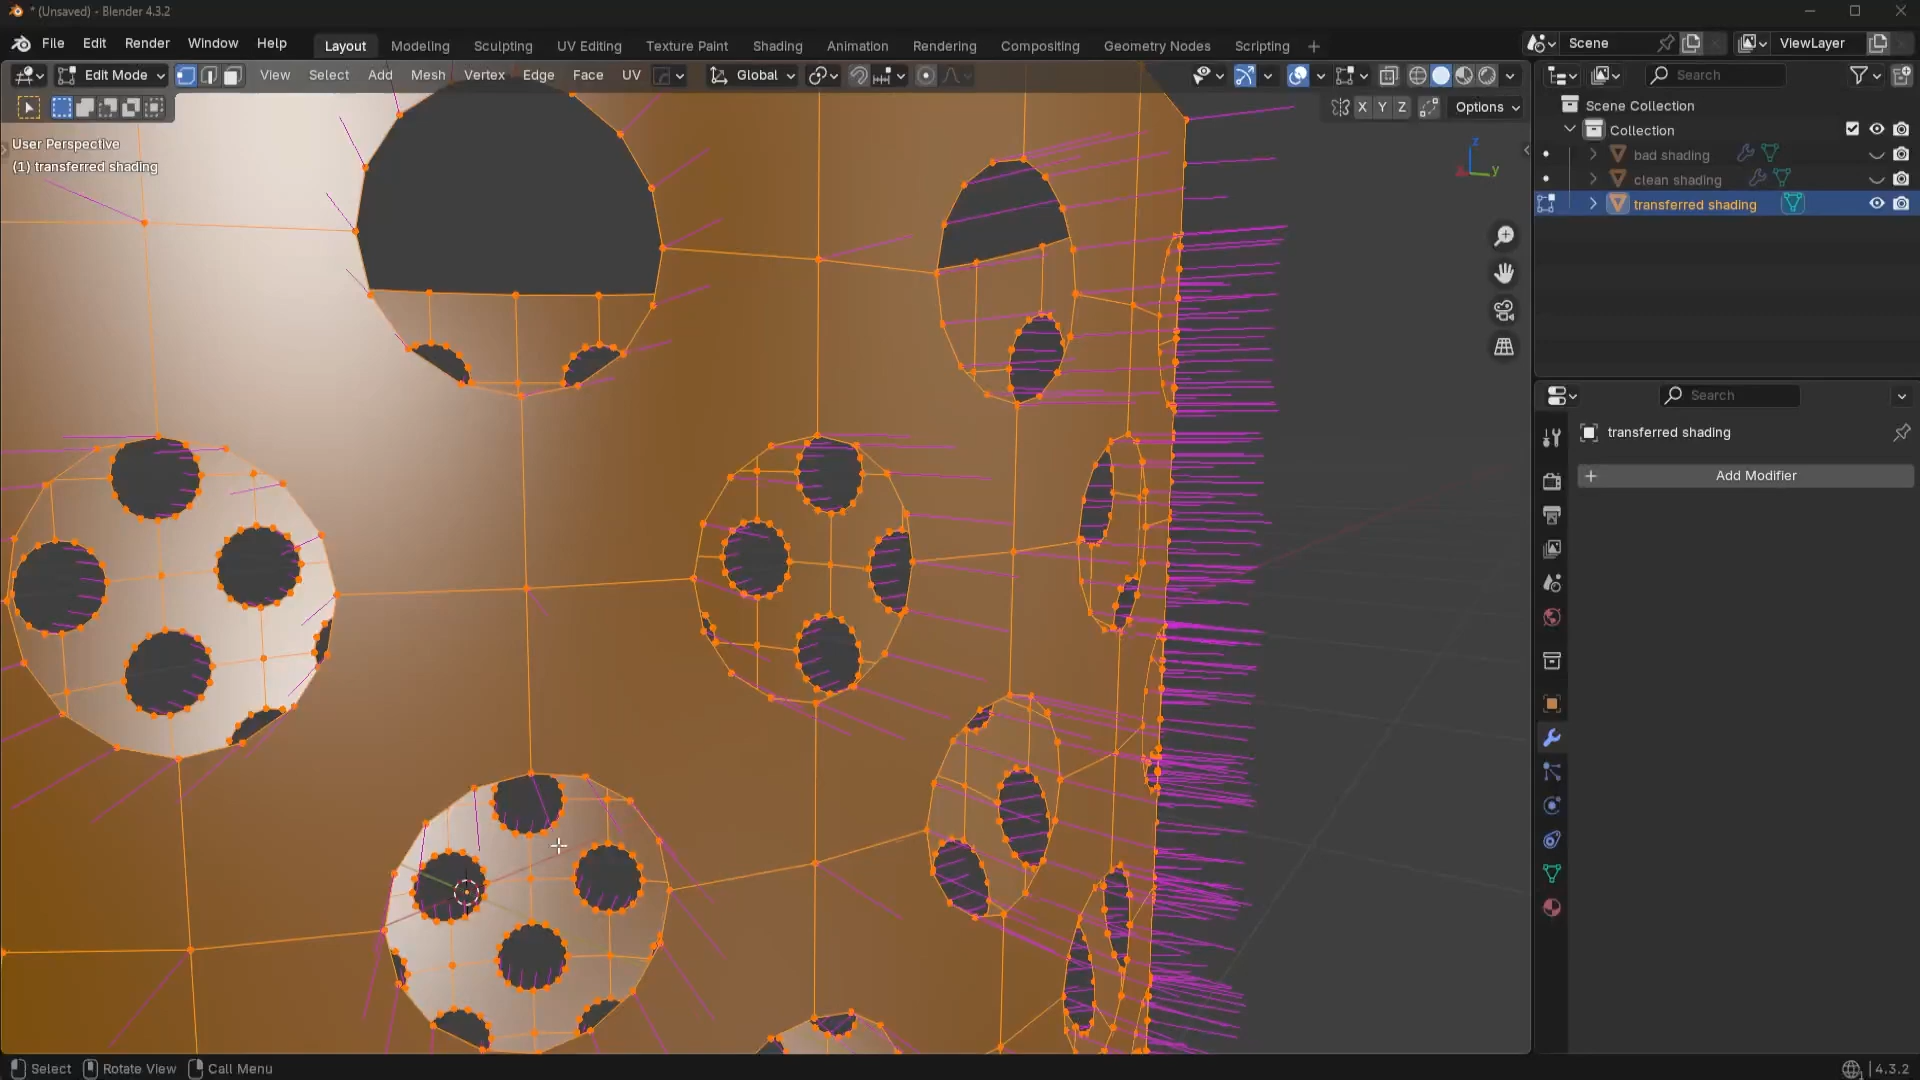 * (Unsaved) - Blender 4.3.2
File Edit Render Window Help Layout Modeling Sculpting UV Editing Texture Paint Shading Animation Rendering Compositing Geometry Nodes Scripting + Scene ViewLayer
Edit Mode View Select Add Mesh Vertex Edge Face UV Global Search
X Y Z Options
Scene Collection
Collection
bad shading
clean shading
transferred shading
User Perspective
(1) transferred shading
z
y
Search
transferred shading
+ Add Modifier
Select Rotate View Call Menu 4.3.2